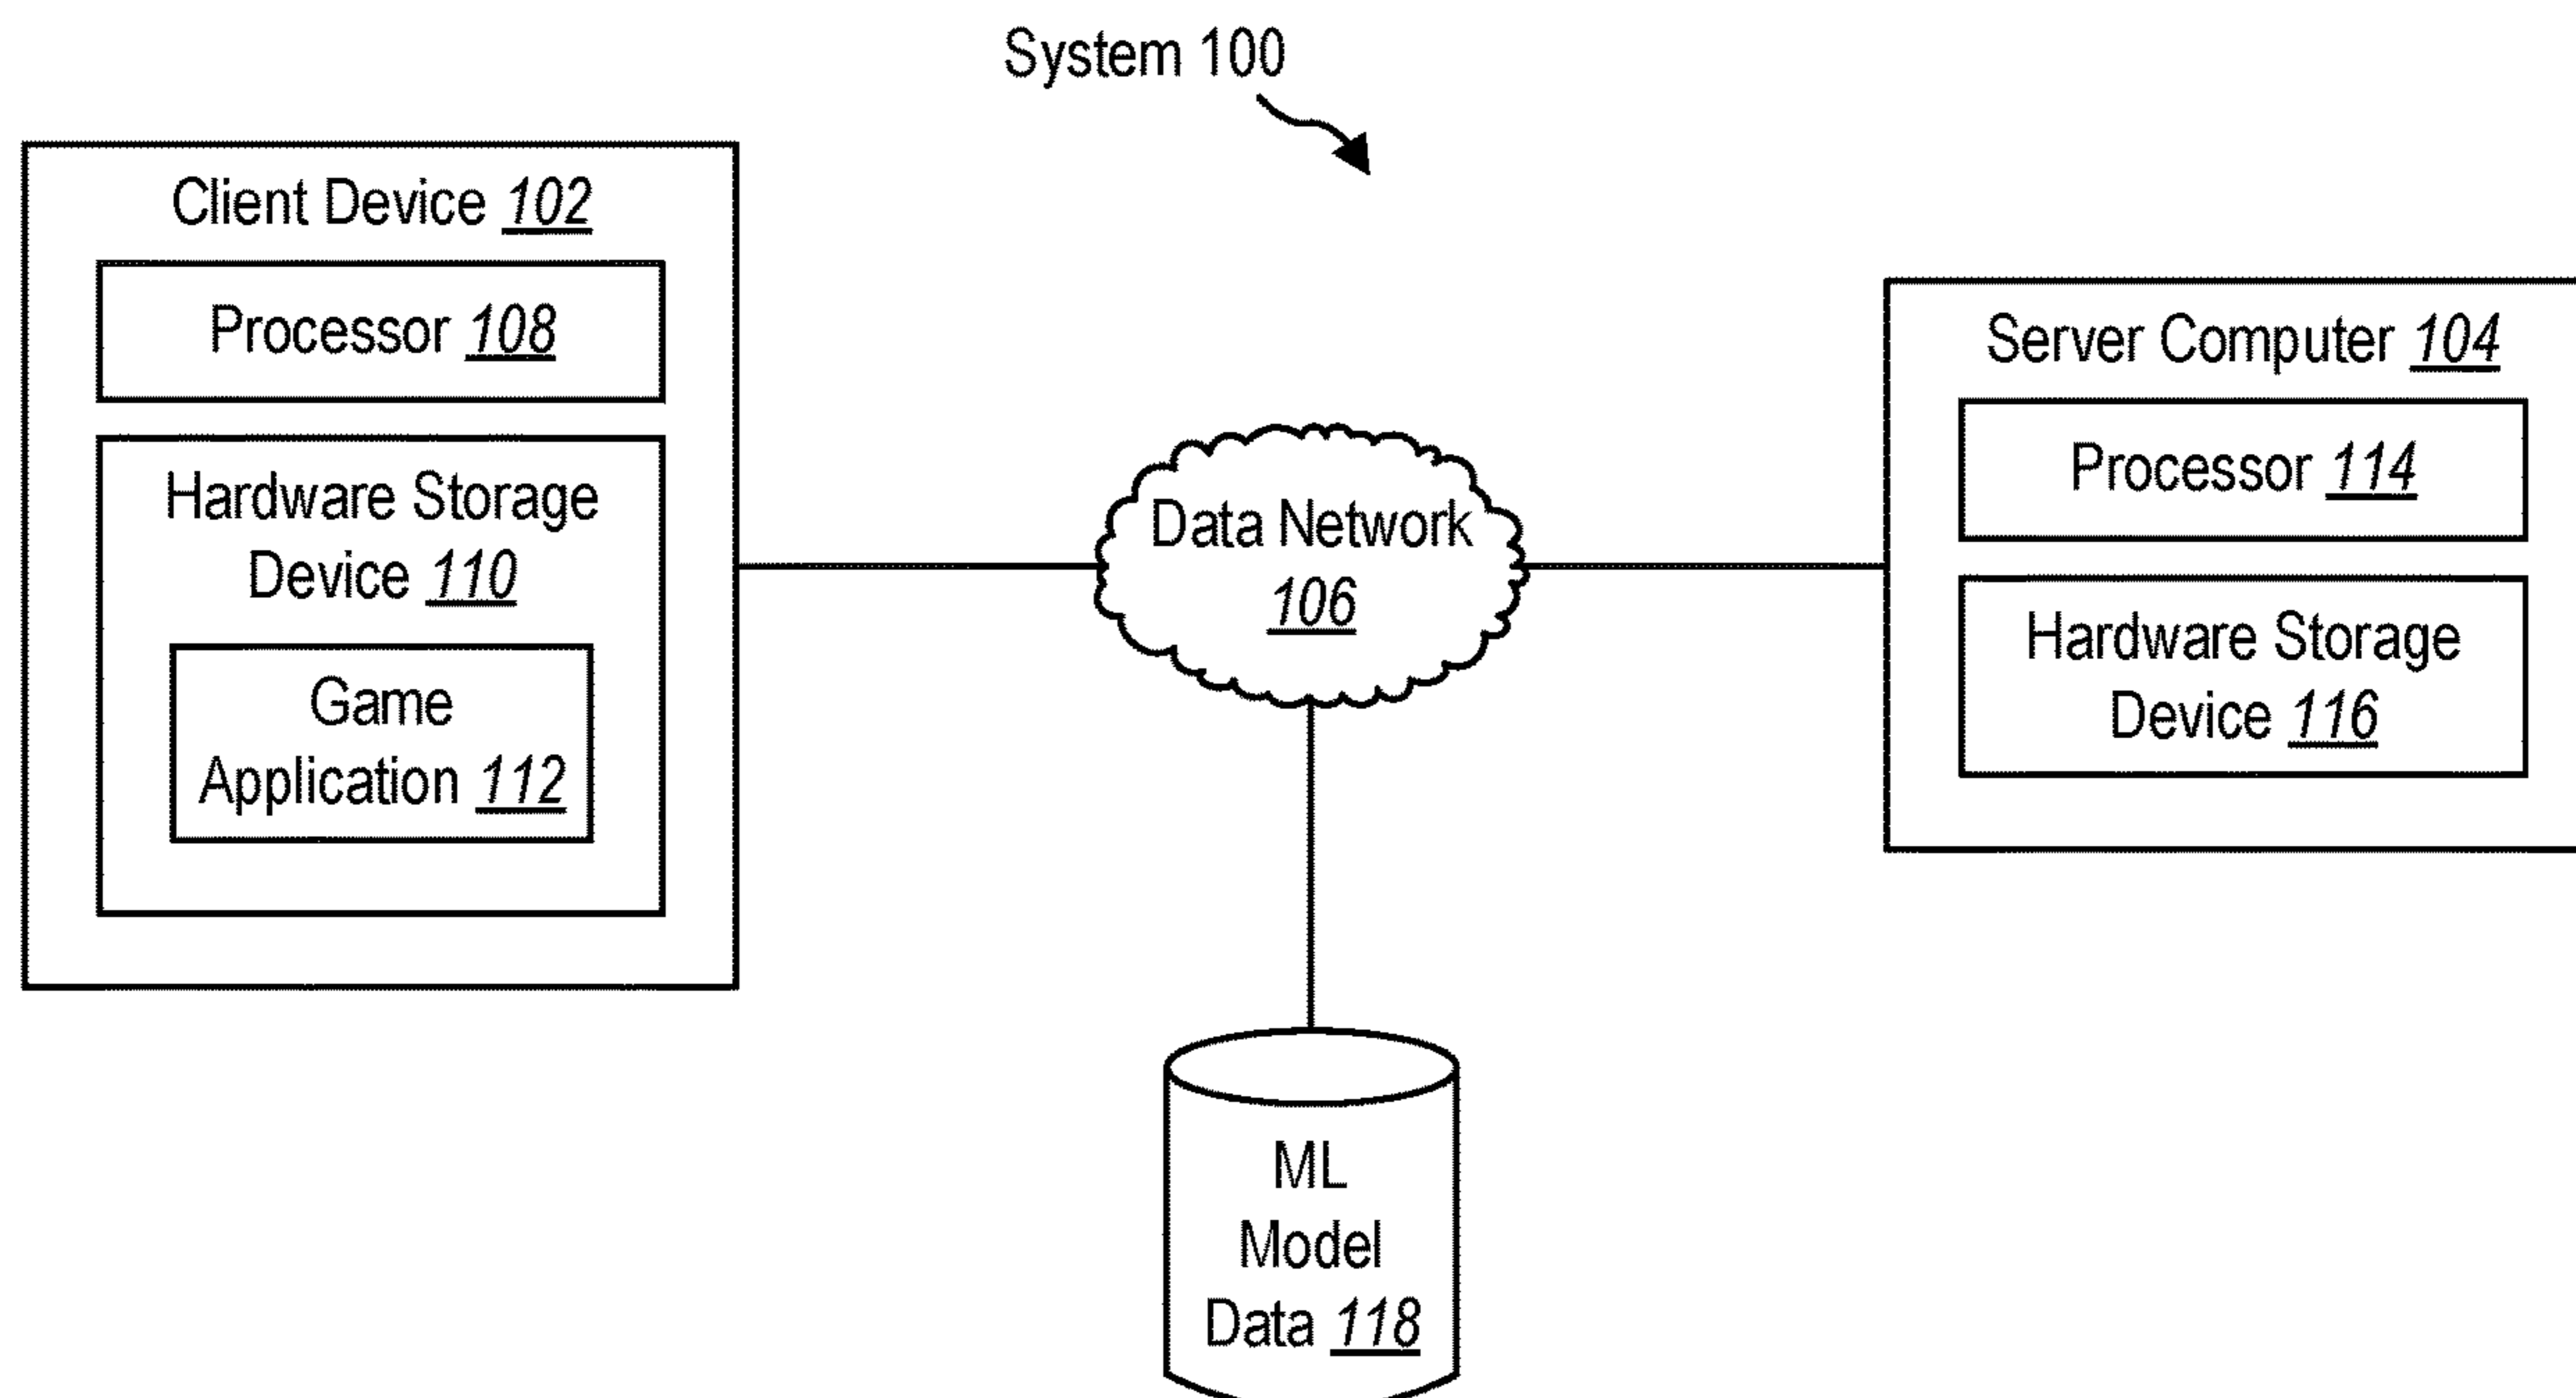 System 100
Client Device 102
Processor 108
Hardware Storage
Device 110
Game
Application 112
Data Network
106
Server Computer 104
Processor 114
Hardware Storage
Device 116
ML
Model
Data 118